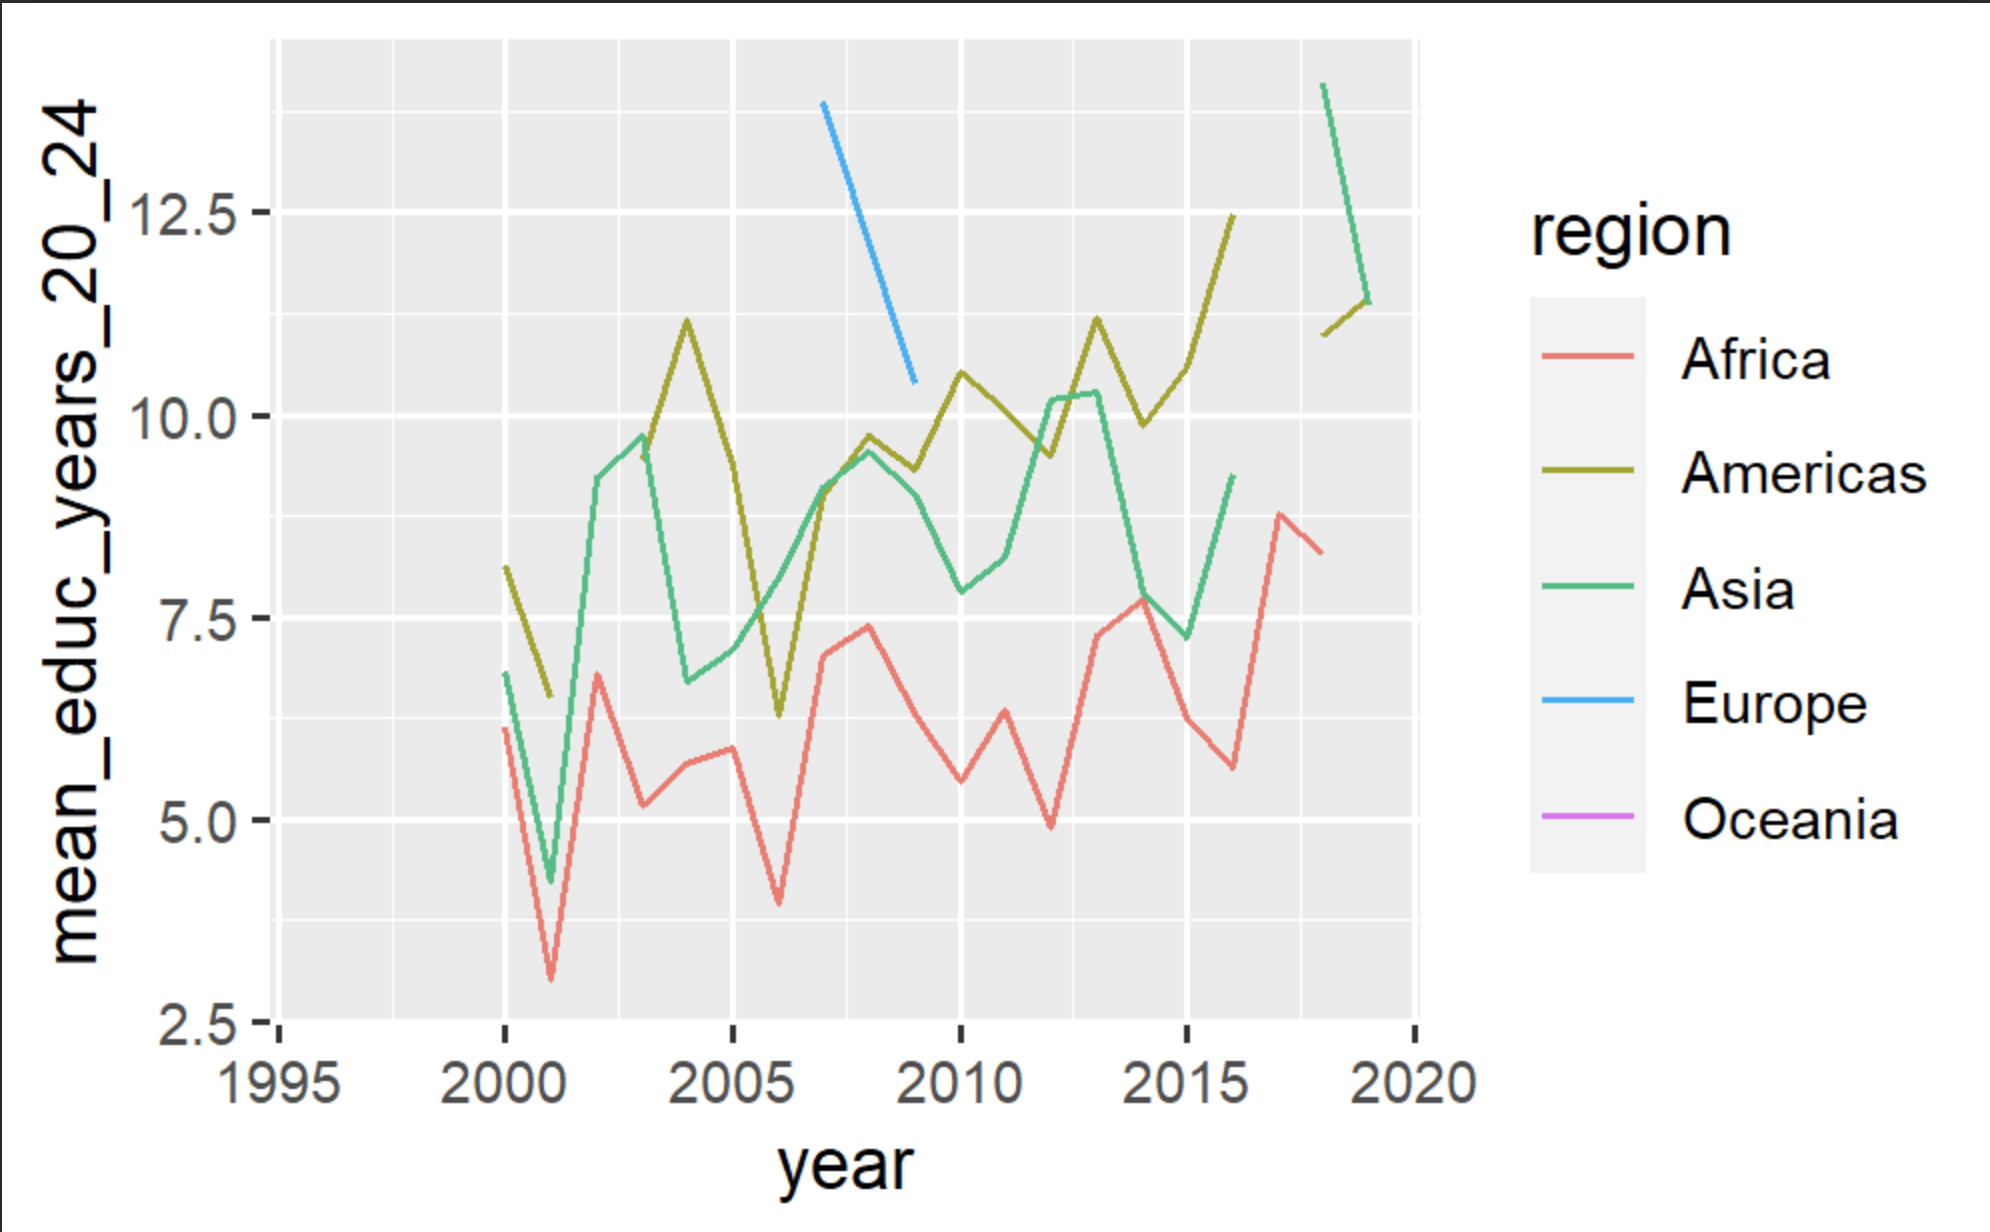 mean_educ_years_20_24
12.5
10.0
7.5
5.0
2.5
1995 2000 2005 2010 2015 2020
year
region
Africa
Americas
Asia
Europe
Oceania